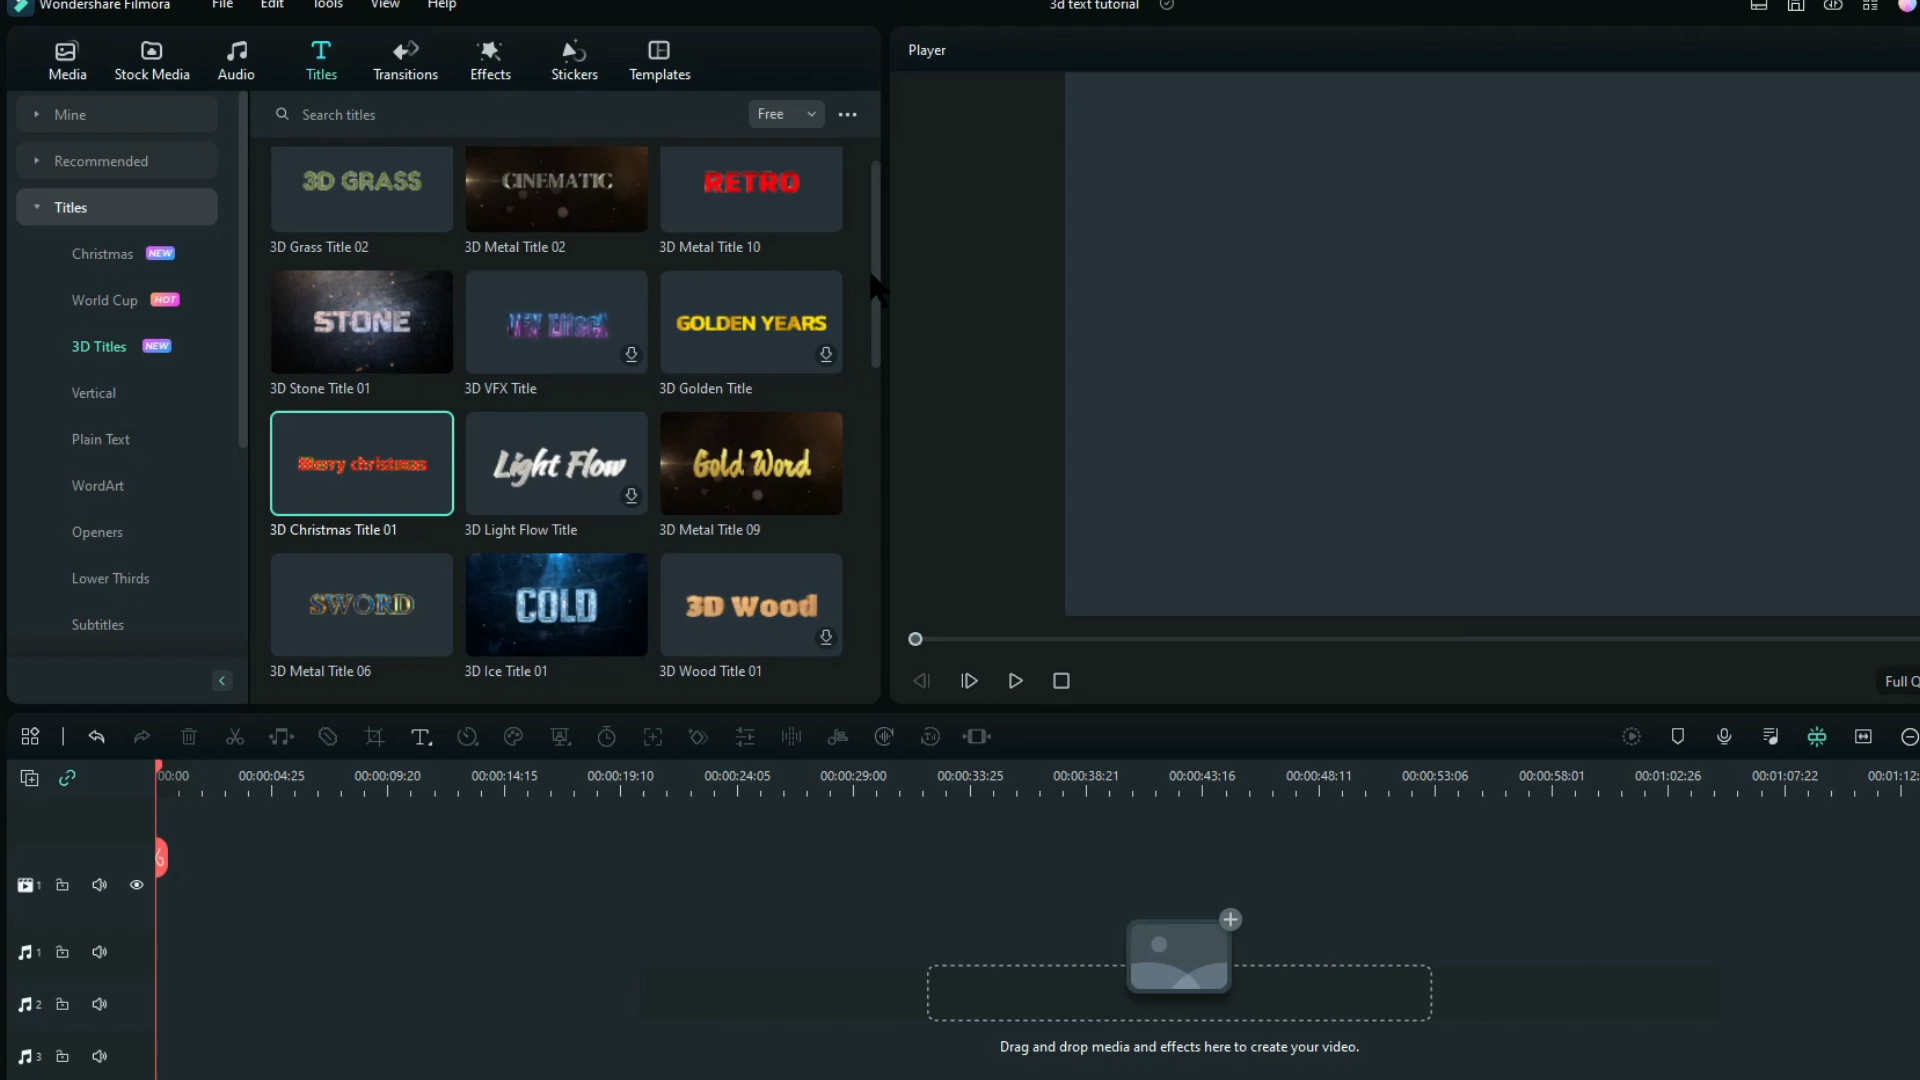 Wondershare Filmora File Edit Tools View Help 3d text tutorial
Media Stock Media Audio Titles Transitions Effects Stickers Templates
Player
Mine
Recommended
Titles
Christmas NEW
World Cup HOT
3D Titles NEW
Vertical
Plain Text
WordArt
Openers
Lower Thirds
Subtitles
Search titles Free
3D GRASS CINEMATIC RETRO
3D Grass Title 02 3D Metal Title 02 3D Metal Title 10
STONE GOLDEN YEARS
3D Stone Title 01 3D VFX Title 3D Golden Title
Merry christmas Light Flow Gold Word
3D Christmas Title 01 3D Light Flow Title 3D Metal Title 09
SWORD COLD 3D Wood
3D Metal Title 06 3D Ice Title 01 3D Wood Title 01
Full Q
00:00 00:00:04:25 00:00:09:20 00:00:14:15 00:00:19:10 00:00:24:05 00:00:29:00 00:00:33:25 00:00:38:21 00:00:43:16 00:00:48:11 00:00:53:06 00:00:58:01 00:01:02:26 00:01:07:22 00:01:12:
1
1
2
3
Drag and drop media and effects here to create your video.